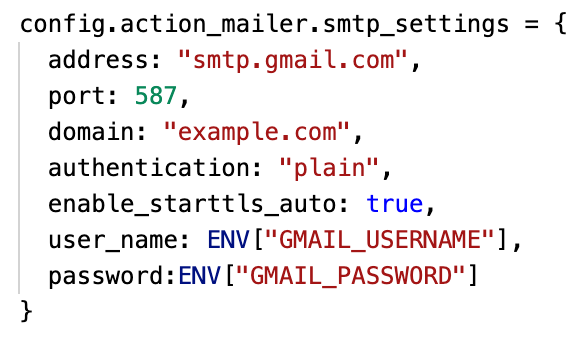 config.action_mailer.smtp_settings = {
  address: "smtp.gmail.com",
  port: 587,
  domain: "example.com",
  authentication: "plain",
  enable_starttls_auto: true,
  user_name: ENV["GMAIL_USERNAME"],
  password:ENV["GMAIL_PASSWORD"]
}